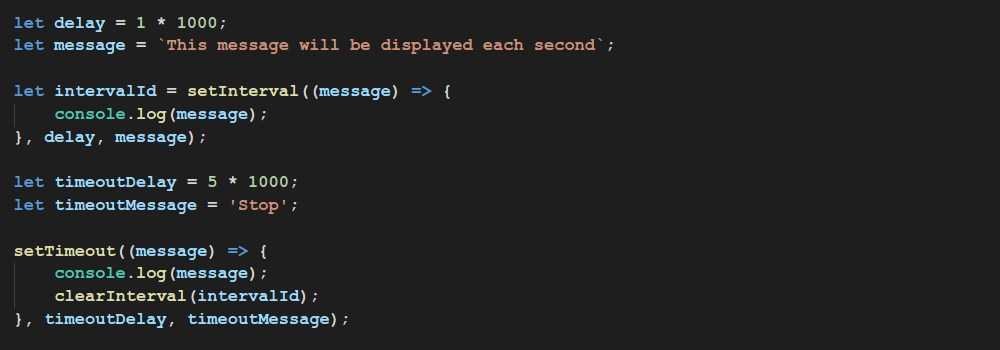 let delay = 1 * 1000;
let message = `This message will be displayed each second`;

let intervalId = setInterval((message) => {
    console.log(message);
}, delay, message);

let timeoutDelay = 5 * 1000;
let timeoutMessage = 'Stop';

setTimeout((message) => {
    console.log(message);
    clearInterval(intervalId);
}, timeoutDelay, timeoutMessage);